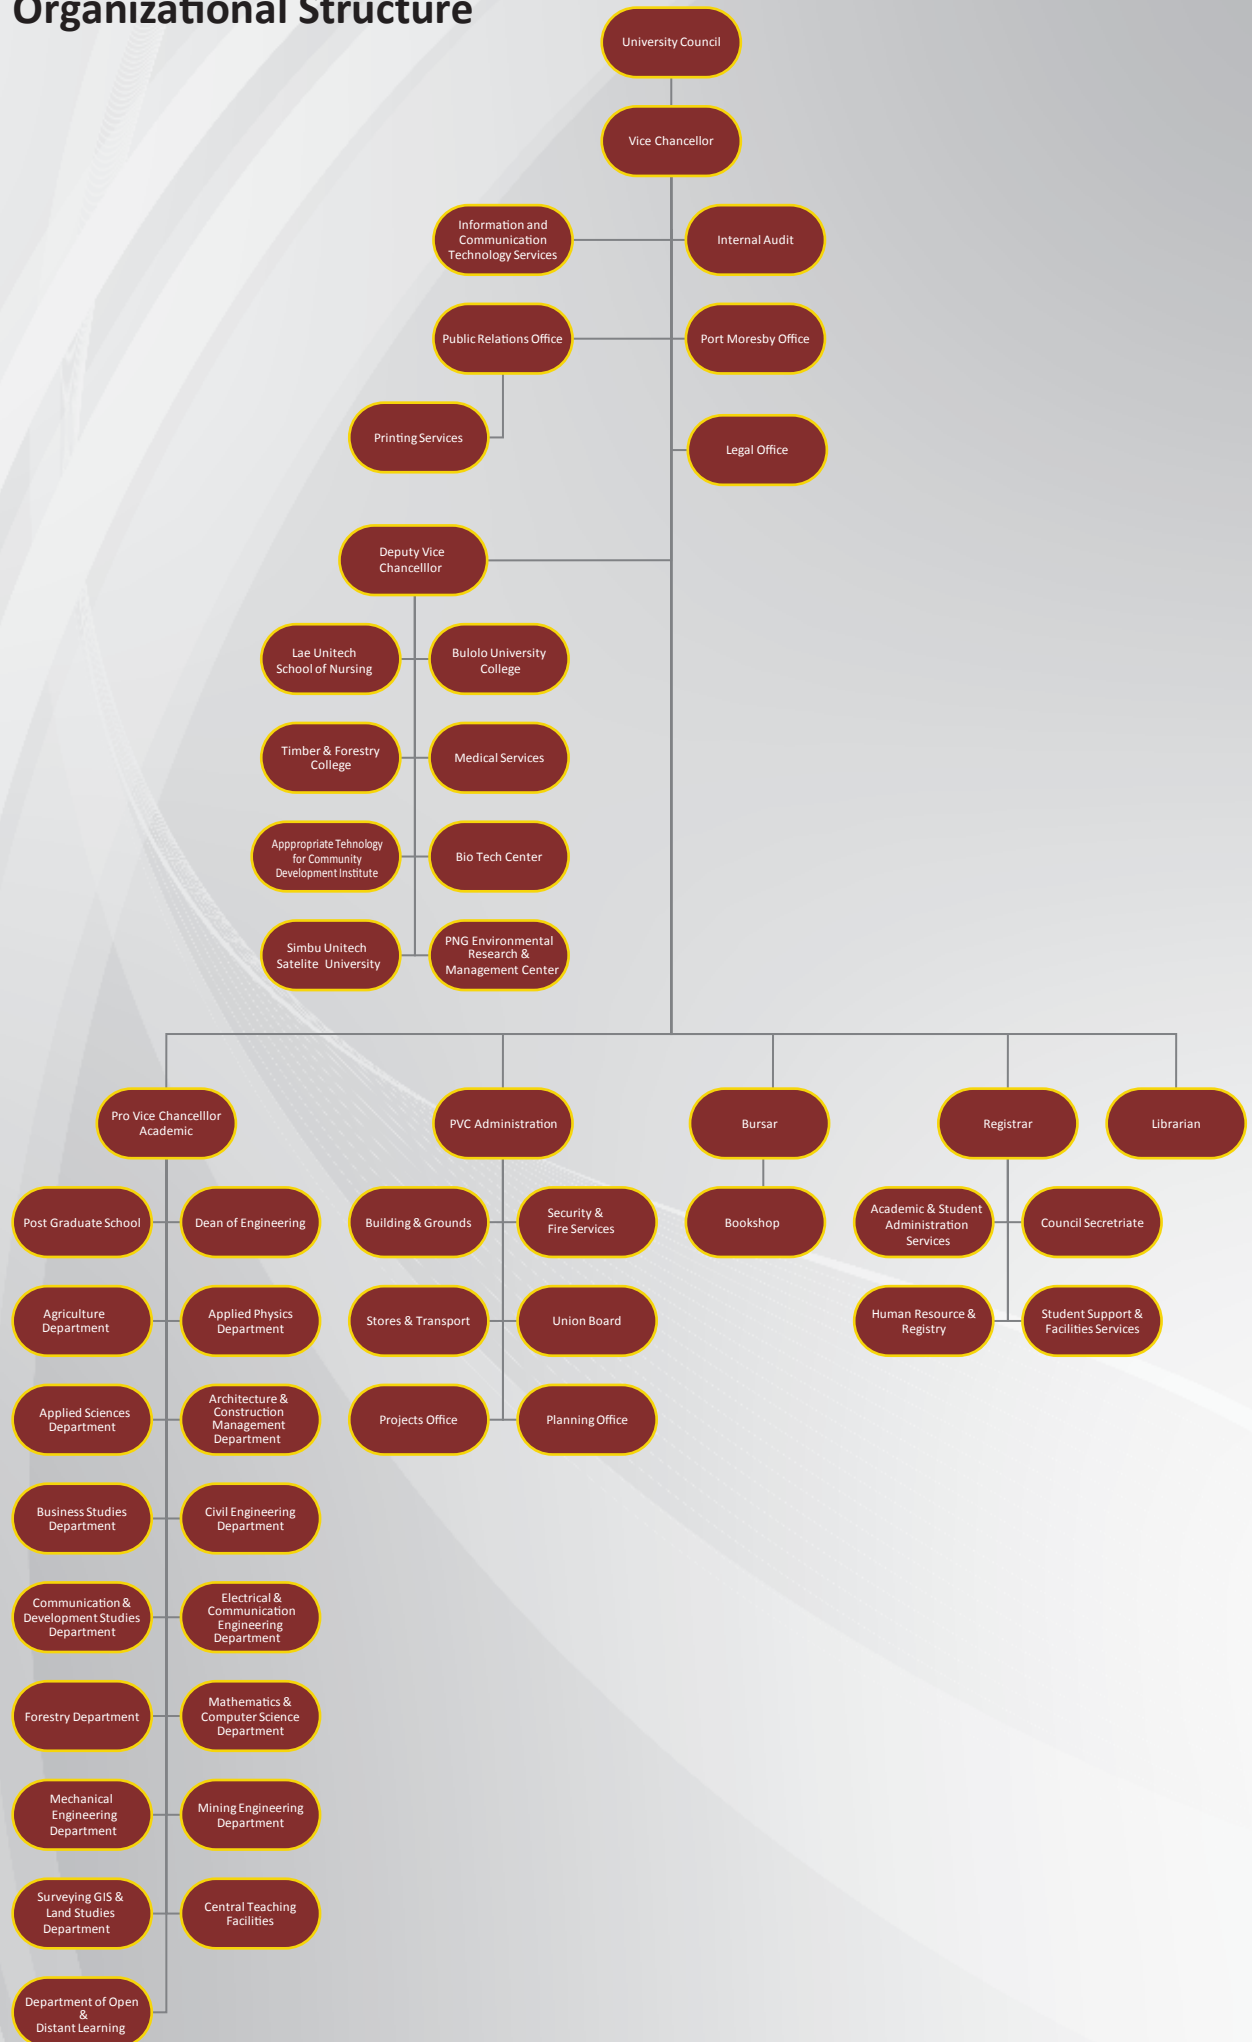 Organizational Structure
University Council
Vice Chancellor
Information and
Communication
Technology Services
Internal Audit
Public Relations Office
Port Moresby Office
Printing Services
Legal Office
Deputy Vice
Chancelllor
Lae Unitech
School of Nursing
Bulolo University
College
Timber & Forestry
College
Medical Services
Apppropriate Tehnology
for Community
Development Institute
Bio Tech Center
Simbu Unitech
Satelite University
PNG Environmental
Research &
Management Center
Pro Vice Chancelllor
Academic
PVC Administration
Bursar
Registrar
Librarian
Post Graduate School
Dean of Engineering
Building & Grounds
Security &
Fire Services
Bookshop
Academic & Student
Administration
Services
Council Secretriate
Agriculture
Department
Applied Physics
Department
Stores & Transport
Union Board
Human Resource &
Registry
Student Support &
Facilities Services
Applied Sciences
Department
Architecture &
Construction
Management
Department
Projects Office
Planning Office
Business Studies
Department
Civil Engineering
Department
Communication &
Development Studies
Department
Electrical &
Communication
Engineering
Department
Forestry Department
Mathematics &
Computer Science
Department
Mechanical
Engineering
Department
Mining Engineering
Department
Surveying GIS &
Land Studies
Department
Central Teaching
Facilities
Department of Open
&
Distant Learning